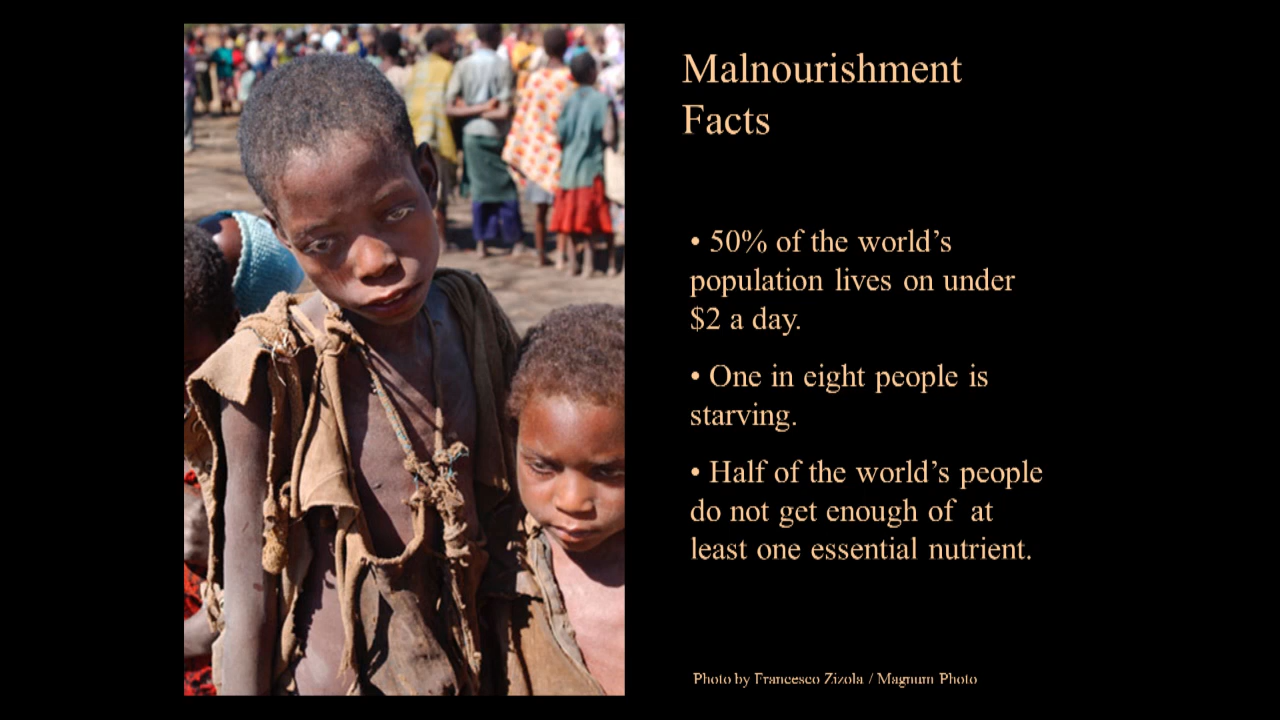 Malnourishment
Facts
• 50% of the world’s
population lives on under
$2 a day.
• One in eight people is
starving.
• Half of the world’s people
do not get enough of at
least one essential nutrient.
Photo by Francesco Zizola / Magnum Photo